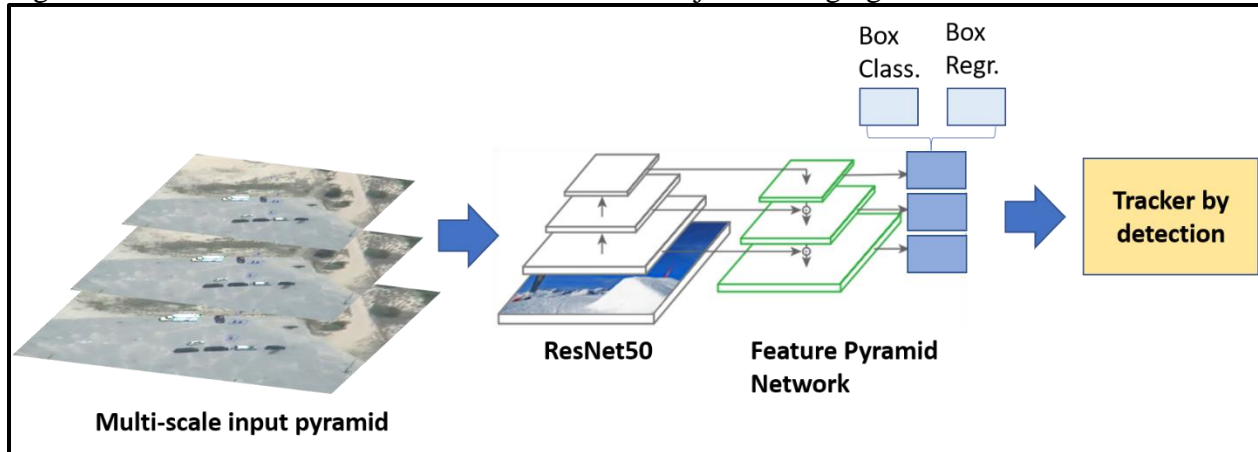 Box
Class.
Box
Regr.
Tracker by
detection
ResNet50
Feature Pyramid
Network
Multi-scale input pyramid